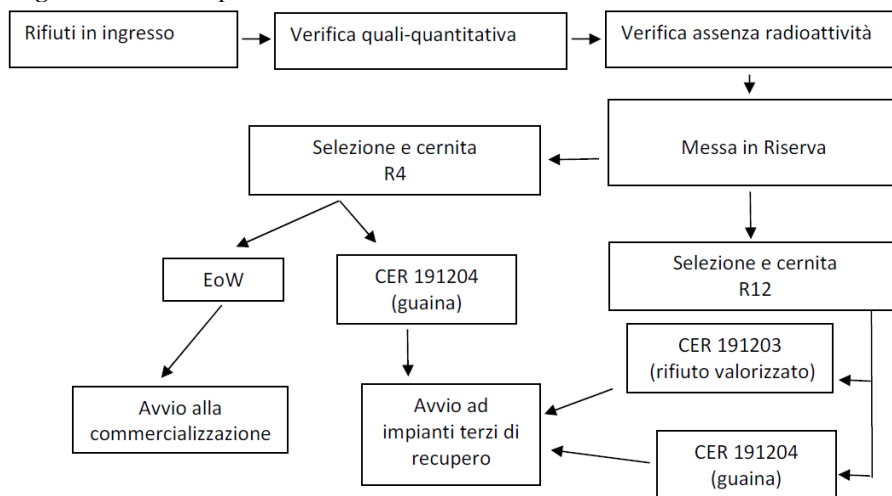 Rifiuti in ingresso
Verifica quali-quantitativa
Verifica assenza radioattività
Selezione e cernita
R4
Messa in Riserva
EoW
CER 191204
(guaina)
Selezione e cernita
R12
CER 191203
(rifiuto valorizzato)
Avvio alla
commercializzazione
Avvio ad
impianti terzi di
recupero
CER 191204
(guaina)